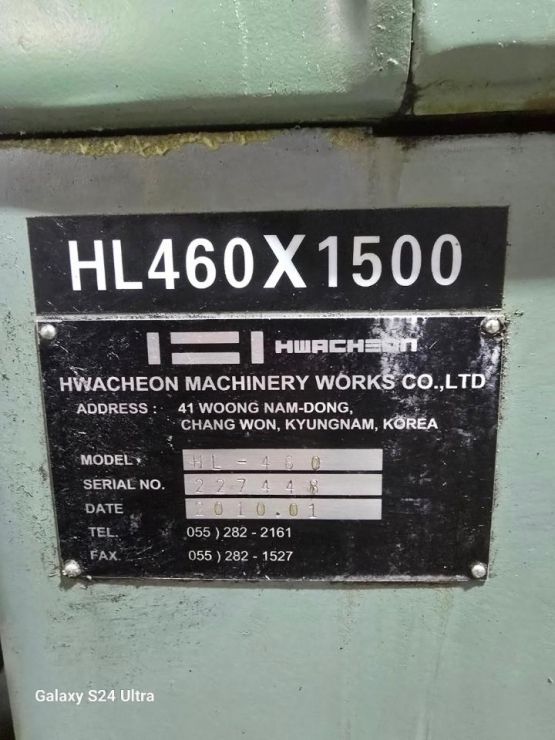 HL460X1500
HWACHEON
HWACHEON MACHINERY WORKS CO.,LTD
ADDRESS : 41 WOONG NAM-DONG,
CHANG WON, KYUNGNAM, KOREA
MODEL. HL-460
SERIAL NO. 227448
DATE 2010.01
TEL. 055 ) 282 - 2161
FAX. 055 ) 282 - 1527
Galaxy S24 Ultra